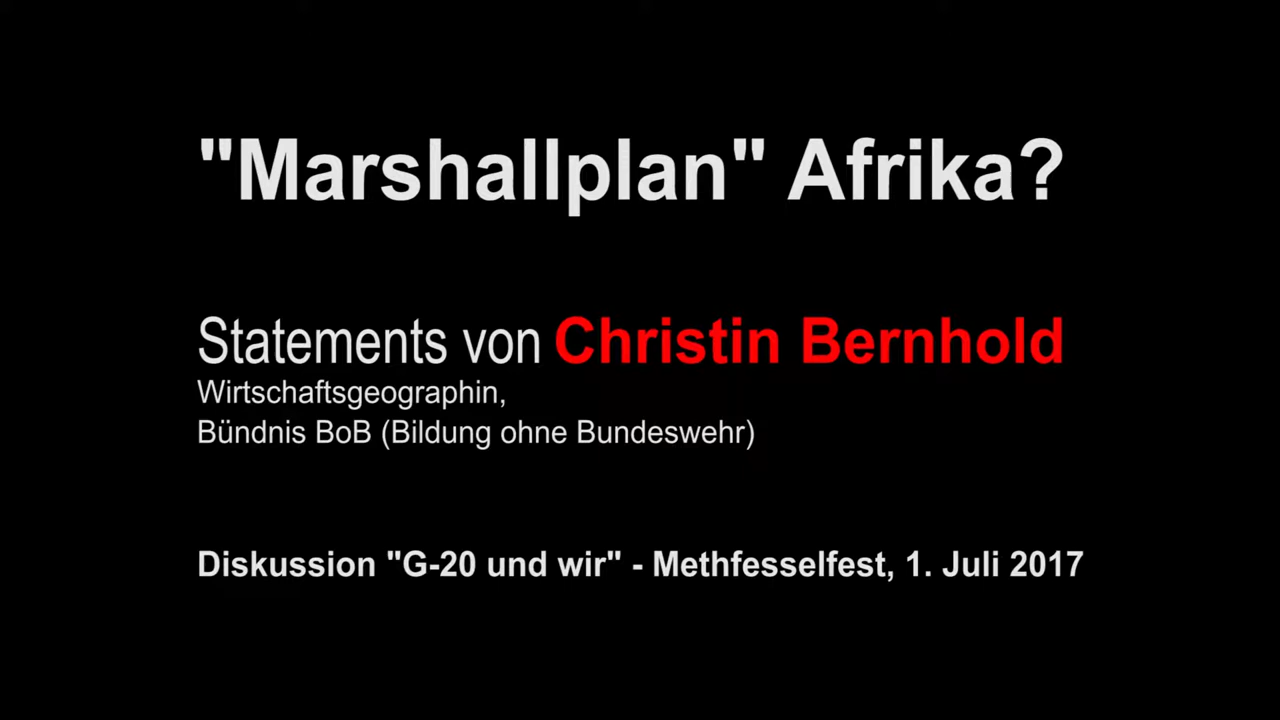 "Marshallplan" Afrika?
Statements von Christin Bernhold
Wirtschaftsgeographin,
Bündnis BoB (Bildung ohne Bundeswehr)
Diskussion "G-20 und wir" - Methfesselfest, 1. Juli 2017